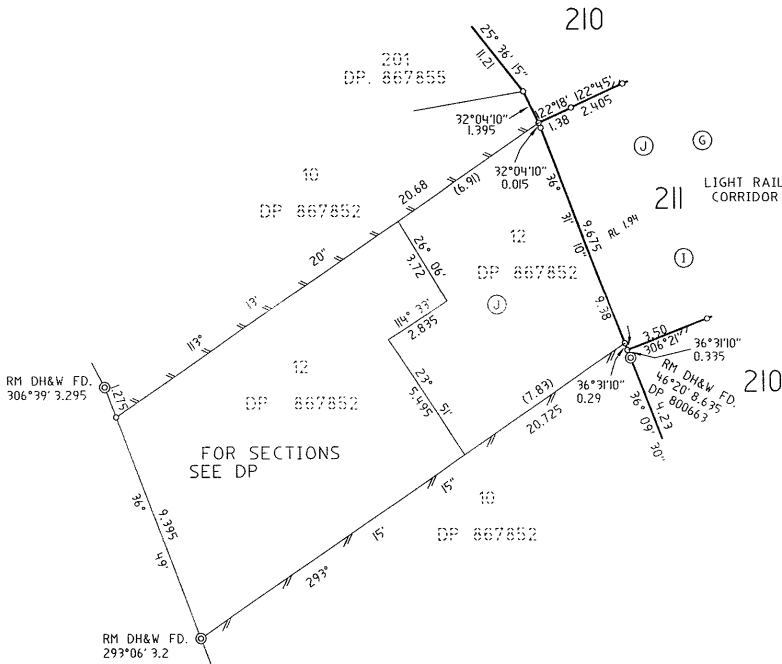 210
25° 36' 15"
11.21
201
DP. 867855
122°18' 122°45'
1.38 2.405
32°04'10"
1.395
32°04'10"
0.015
J
G
LIGHT RAIL
CORRIDOR
211
I
10
DP 867852
20.68
(6.91)
113° 13' 20"
12
DP 867852
J
36° 31' 10"
9.675
RL 1.94
9.38
26° 06'
3.72
114° 33'
2.835
23° 51'
5.495
3.50
306°21'
36°31'10"
0.335
36°31'10"
0.29
RM DH&W FD.
46°20' 8.635
DP 800663
210
4.23
36° 09' 30"
(7.83)
20.725
293° 15' 15"
12
DP 867852
RM DH&W FD.
306°39' 3.295
1.275
FOR SECTIONS
SEE DP
10
DP 867852
36° 49'
9.395
RM DH&W FD.
293°06' 3.2